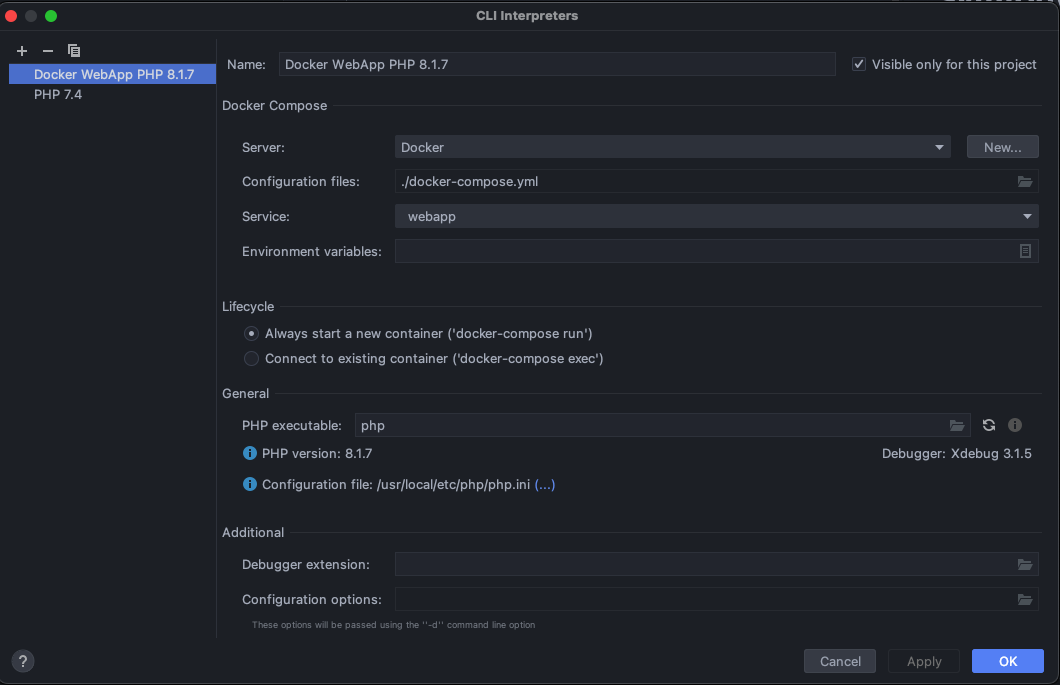 CLI Interpreters
Docker WebApp PHP 8.1.7
PHP 7.4
Name: Docker WebApp PHP 8.1.7 Visible only for this project
Docker Compose
Server: Docker New...
Configuration files: ./docker-compose.yml
Service: webapp
Environment variables:
Lifecycle
Always start a new container ('docker-compose run')
Connect to existing container ('docker-compose exec')
General
PHP executable: php
PHP version: 8.1.7 Debugger: Xdebug 3.1.5
Configuration file: /usr/local/etc/php/php.ini (...)
Additional
Debugger extension:
Configuration options:
These options will be passed using the ''-d'' command line option
? Cancel Apply OK